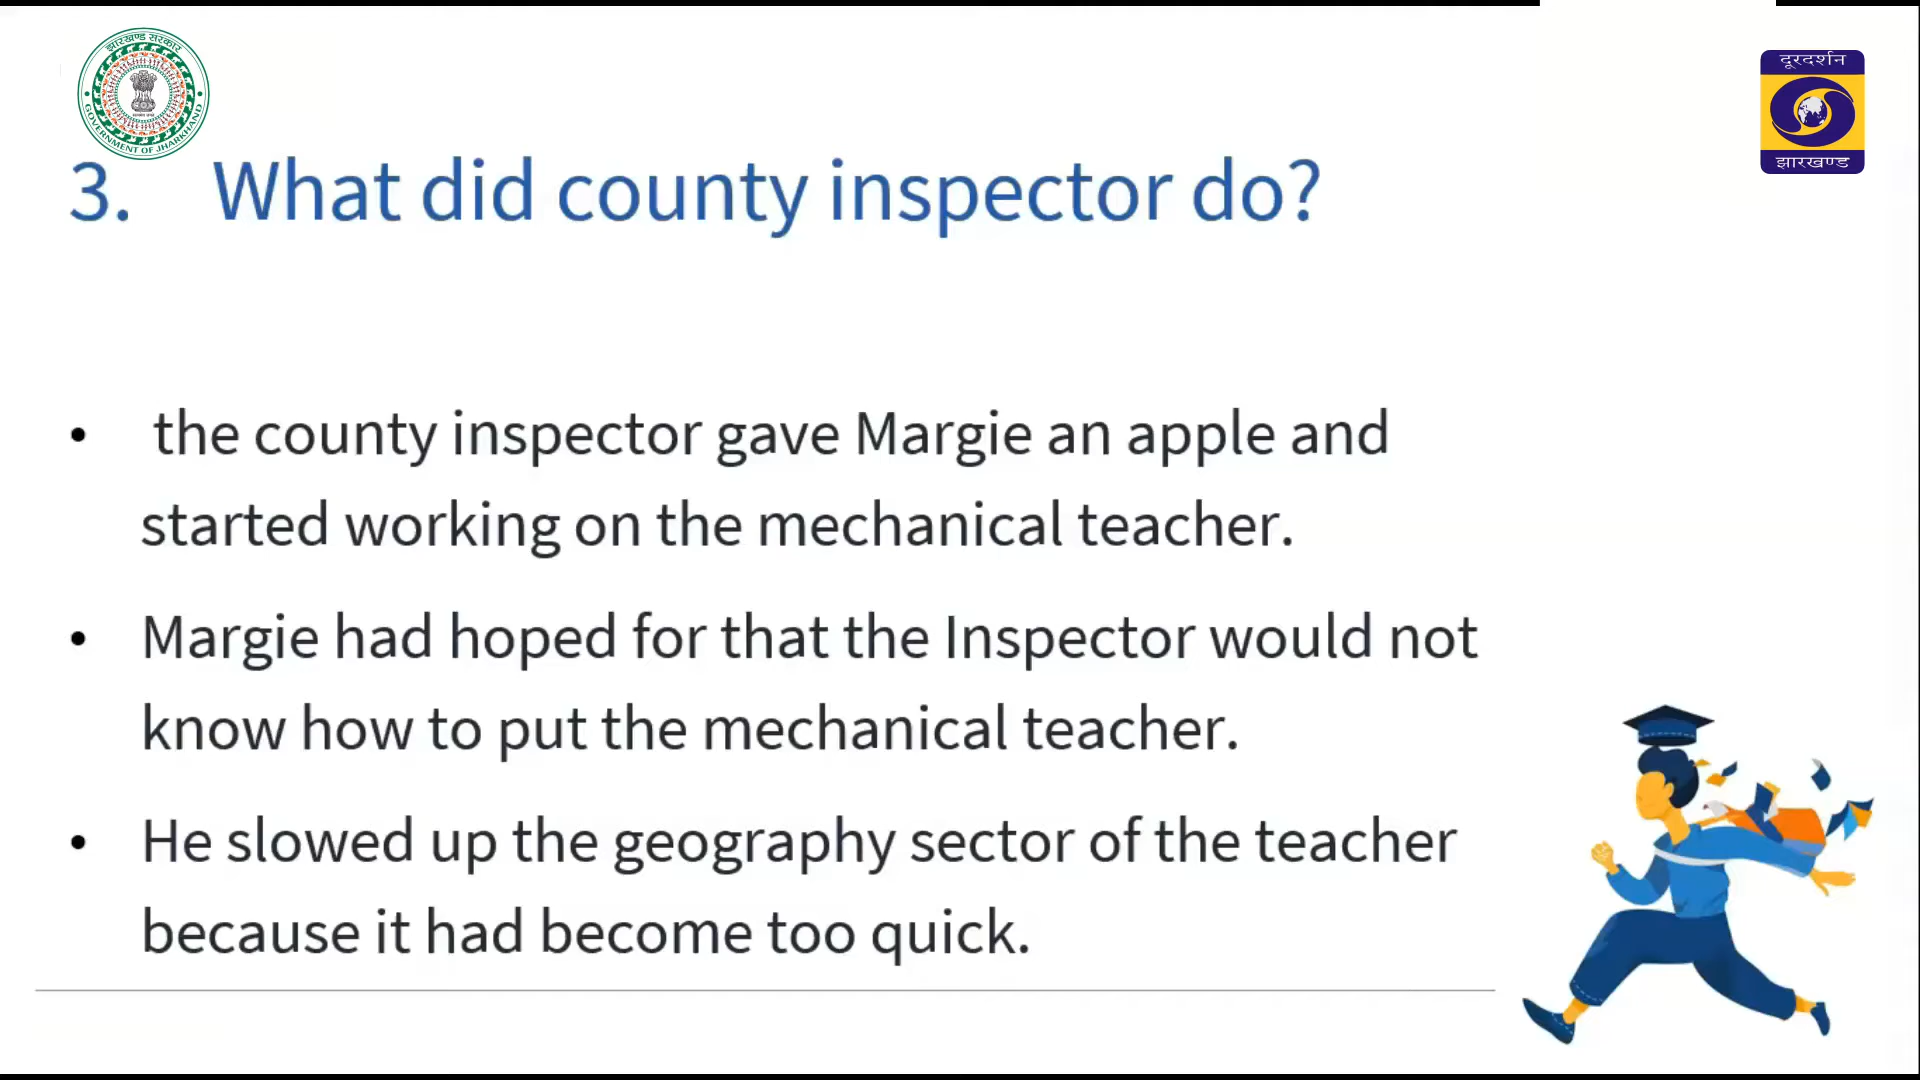 झारखण्ड सरकार
GOVERNMENT OF JHARKHAND
दूरदर्शन
झारखण्ड
3. What did county inspector do?
• the county inspector gave Margie an apple and
started working on the mechanical teacher.
• Margie had hoped for that the Inspector would not
know how to put the mechanical teacher.
• He slowed up the geography sector of the teacher
because it had become too quick.